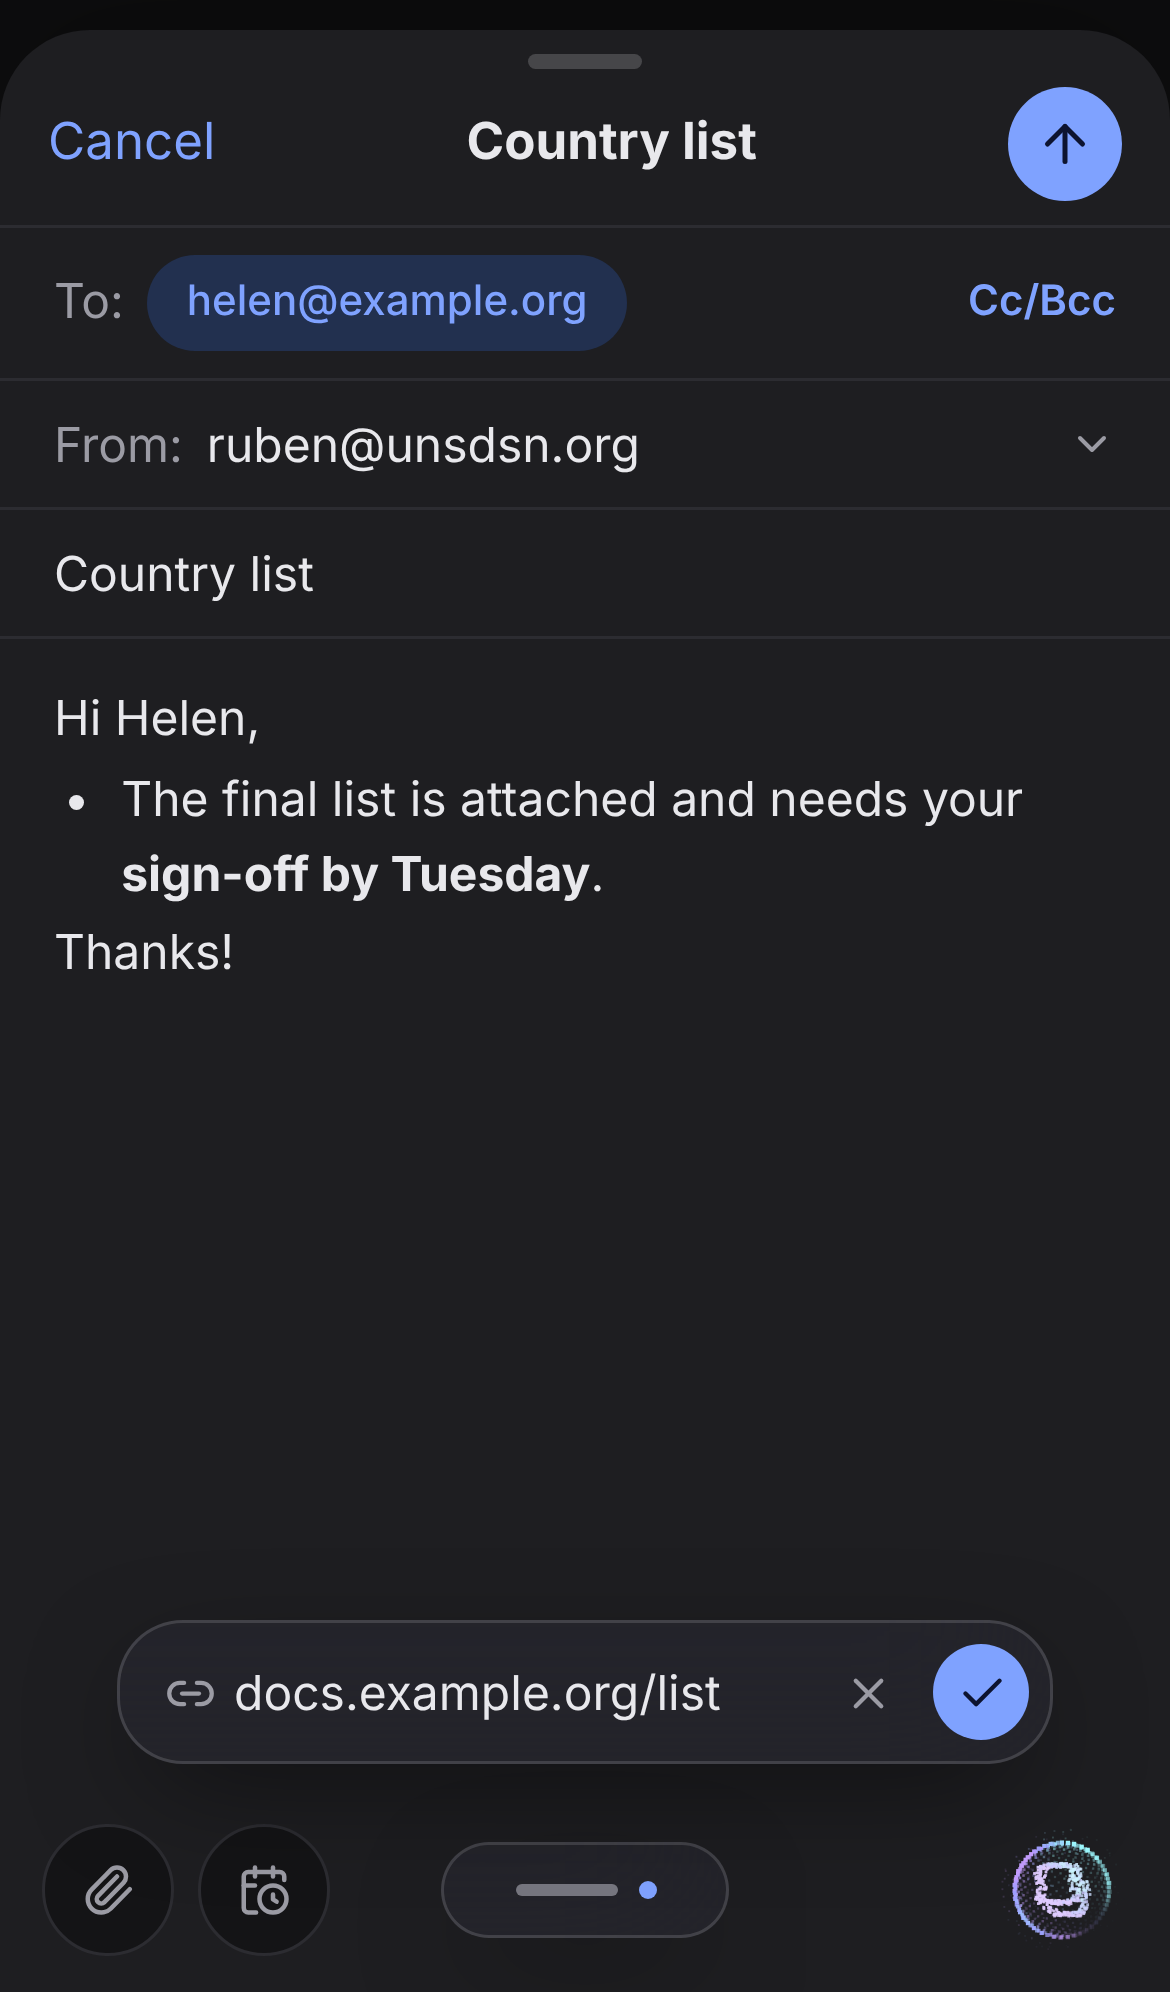 Cancel
Country list
To: helen@example.org Cc/Bcc
From: ruben@unsdsn.org
Country list
Hi Helen,
• The final list is attached and needs your
sign-off by Tuesday.
Thanks!
docs.example.org/list